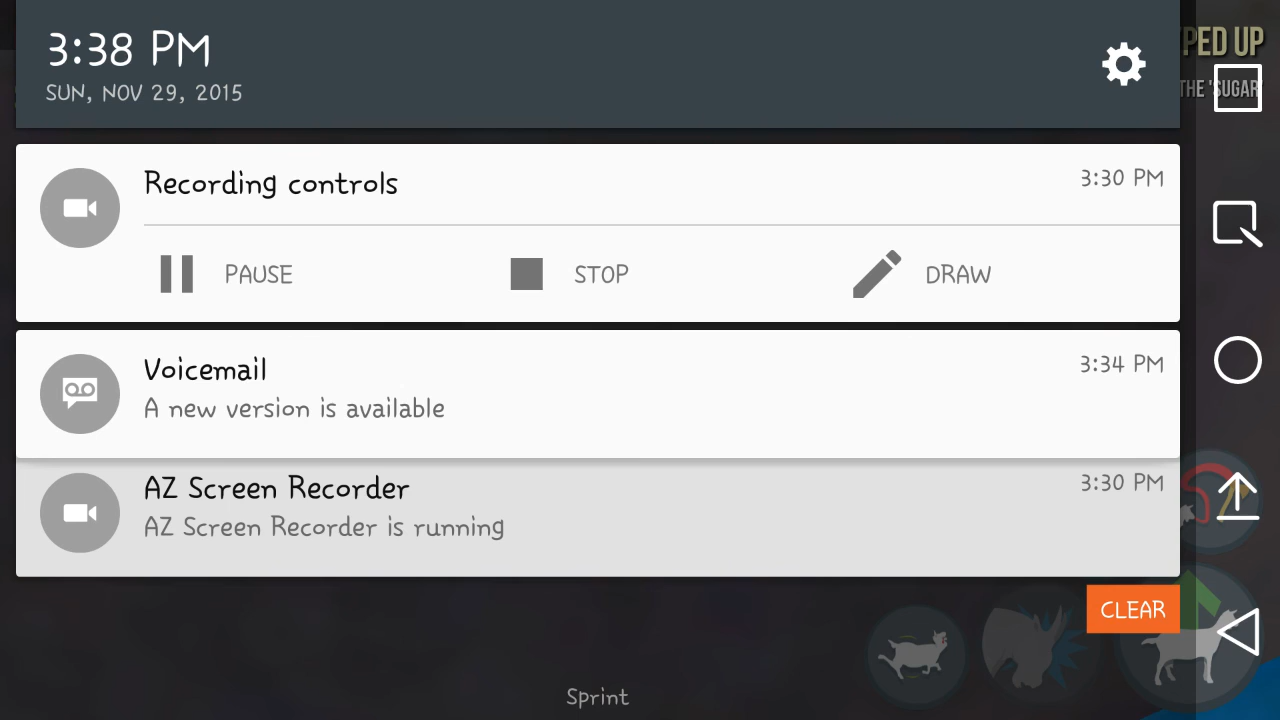 3:38 PM
SUN, NOV 29, 2015
PED UP
THE 'SUGAR'
Recording controls
3:30 PM
PAUSE
STOP
DRAW
Voicemail
3:34 PM
A new version is available
AZ Screen Recorder
3:30 PM
AZ Screen Recorder is running
CLEAR
Sprint